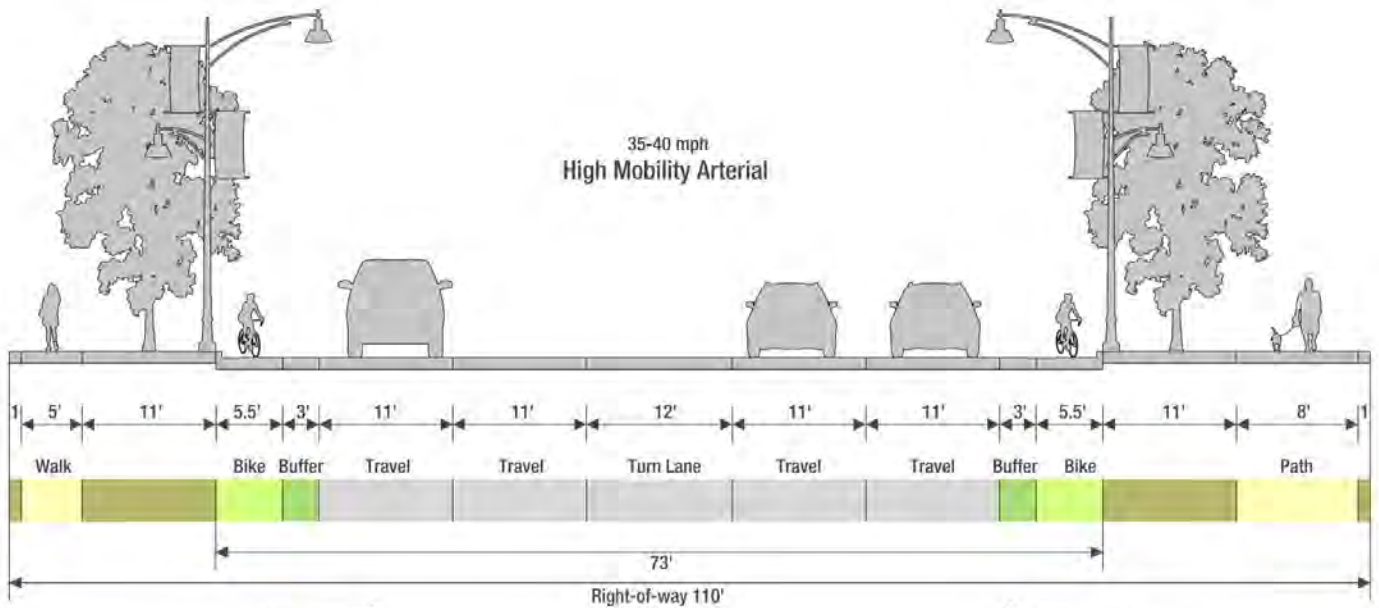 35-40 mph
High Mobility Arterial
1 5' 11' 5.5' 3' 11' 11' 12' 11' 11' 3' 5.5' 11' 8' 1
Walk Bike Buffer Travel Travel Turn Lane Travel Travel Buffer Bike Path
73'
Right-of-way 110'